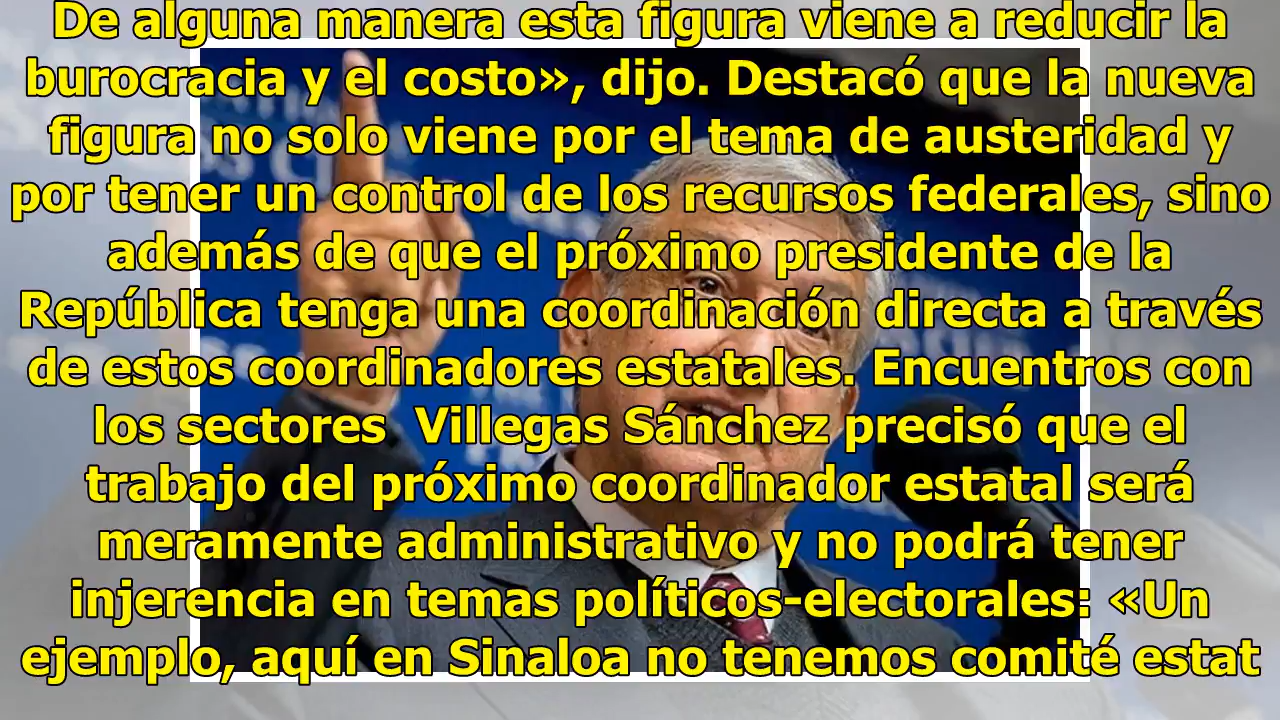 De alguna manera esta figura viene a reducir la
burocracia y el costo», dijo. Destacó que la nueva
figura no solo viene por el tema de austeridad y
por tener un control de los recursos federales, sino
además de que el próximo presidente de la
República tenga una coordinación directa a través
de estos coordinadores estatales. Encuentros con
los sectores  Villegas Sánchez precisó que el
trabajo del próximo coordinador estatal será
meramente administrativo y no podrá tener
injerencia en temas políticos-electorales: «Un
ejemplo, aquí en Sinaloa no tenemos comité estat